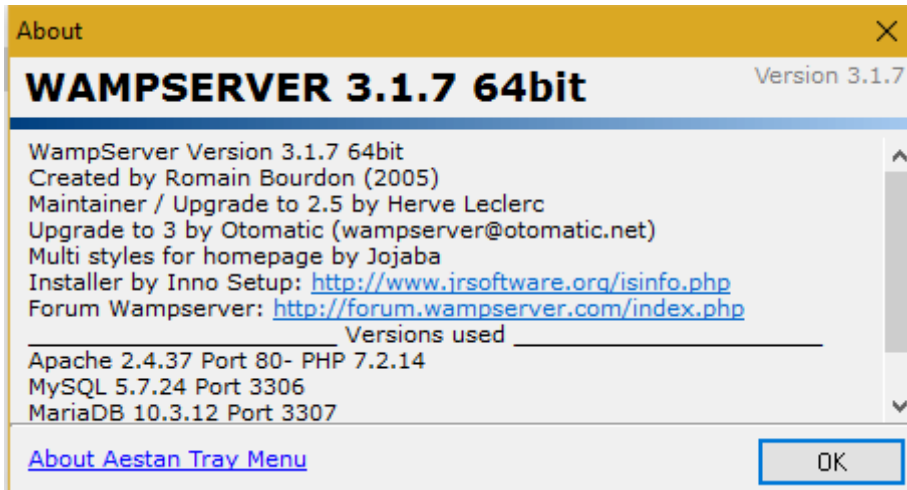 About
WAMPSERVER 3.1.7 64bit
Version 3.1.7
WampServer Version 3.1.7 64bit
Created by Romain Bourdon (2005)
Maintainer / Upgrade to 2.5 by Herve Leclerc
Upgrade to 3 by Otomatic (wampserver@otomatic.net)
Multi styles for homepage by Jojaba
Installer by Inno Setup: http://www.jrsoftware.org/isinfo.php
Forum Wampserver: http://forum.wampserver.com/index.php
______________________ Versions used ______________________
Apache 2.4.37 Port 80- PHP 7.2.14
MySQL 5.7.24 Port 3306
MariaDB 10.3.12 Port 3307
About Aestan Tray Menu
OK